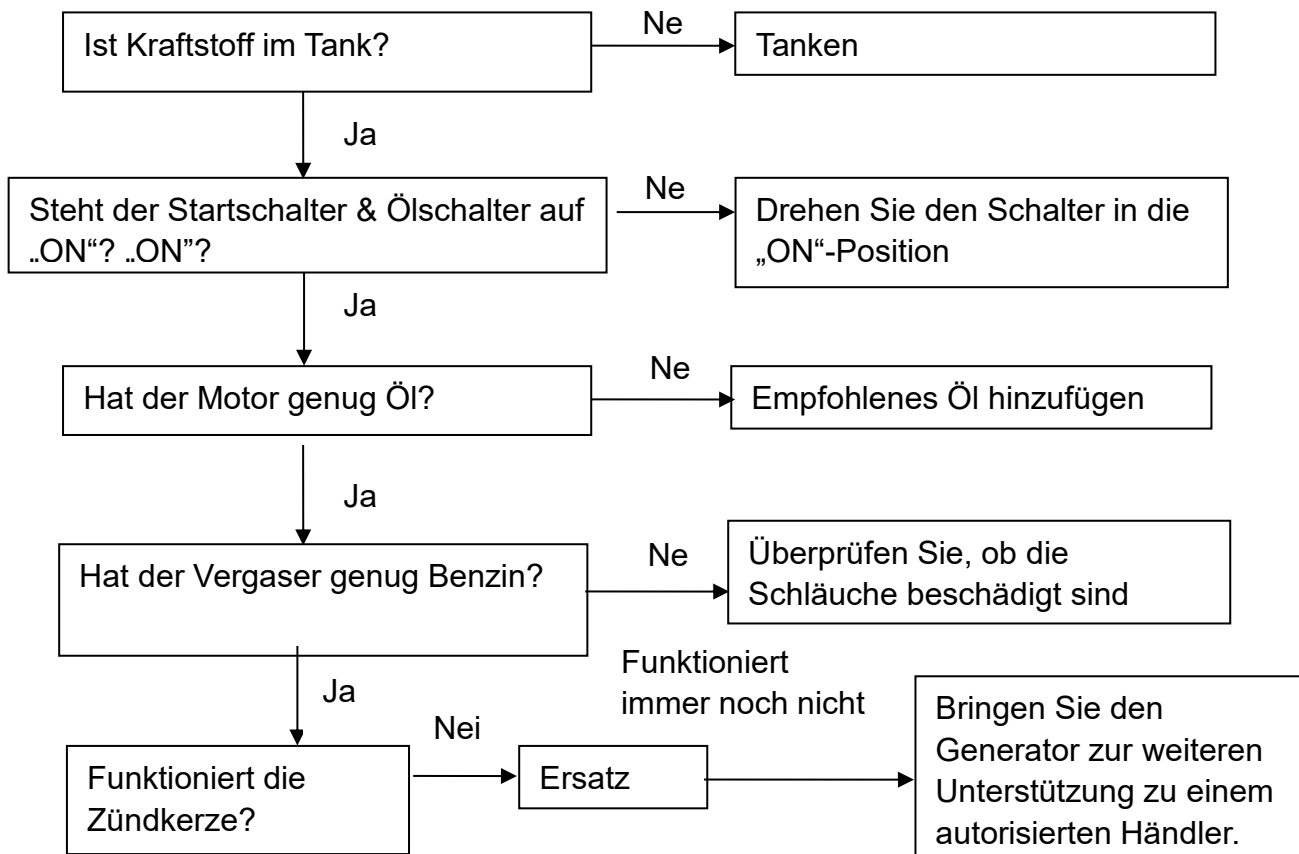 Ist Kraftstoff im Tank?
Ne
Tanken
Ja
Steht der Startschalter & Ölschalter auf
„ON“? „ON”?
Ne
Drehen Sie den Schalter in die
„ON“-Position
Ja
Hat der Motor genug Öl?
Ne
Empfohlenes Öl hinzufügen
Ja
Hat der Vergaser genug Benzin?
Ne
Überprüfen Sie, ob die
Schläuche beschädigt sind
Ja
Funktioniert
immer noch nicht
Funktioniert die
Zündkerze?
Nei
Ersatz
Bringen Sie den
Generator zur weiteren
Unterstützung zu einem
autorisierten Händler.